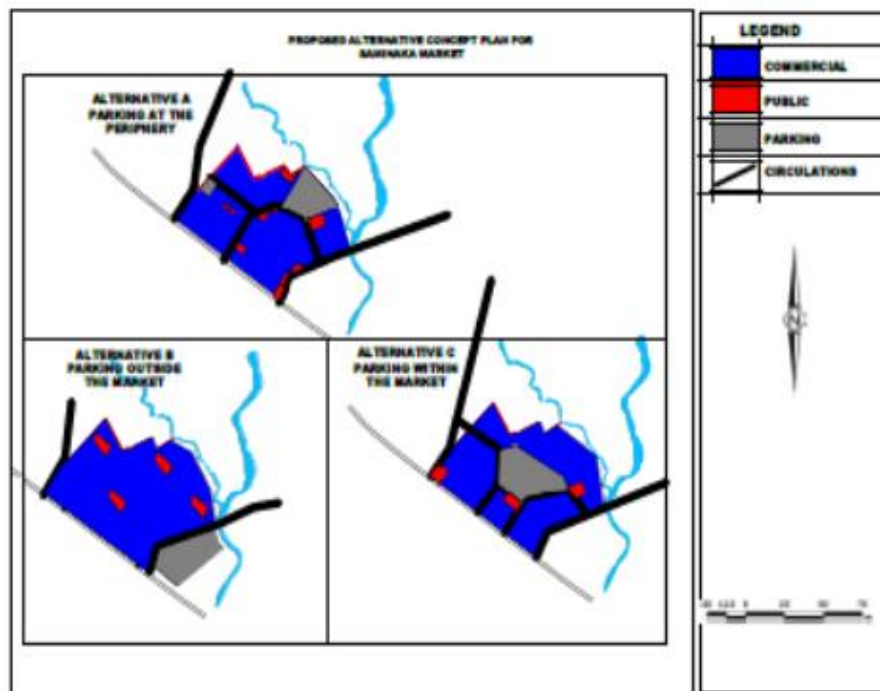 PROPOSED ALTERNATIVE CONCEPT PLAN FOR
SAMINAKA MARKET
ALTERNATIVE A
PARKING AT THE
PERIPHERY
ALTERNATIVE B
PARKING OUTSIDE
THE MARKET
ALTERNATIVE C
PARKING WITHIN
THE MARKET
LEGEND
COMMERCIAL
PUBLIC
PARKING
CIRCULATIONS
N